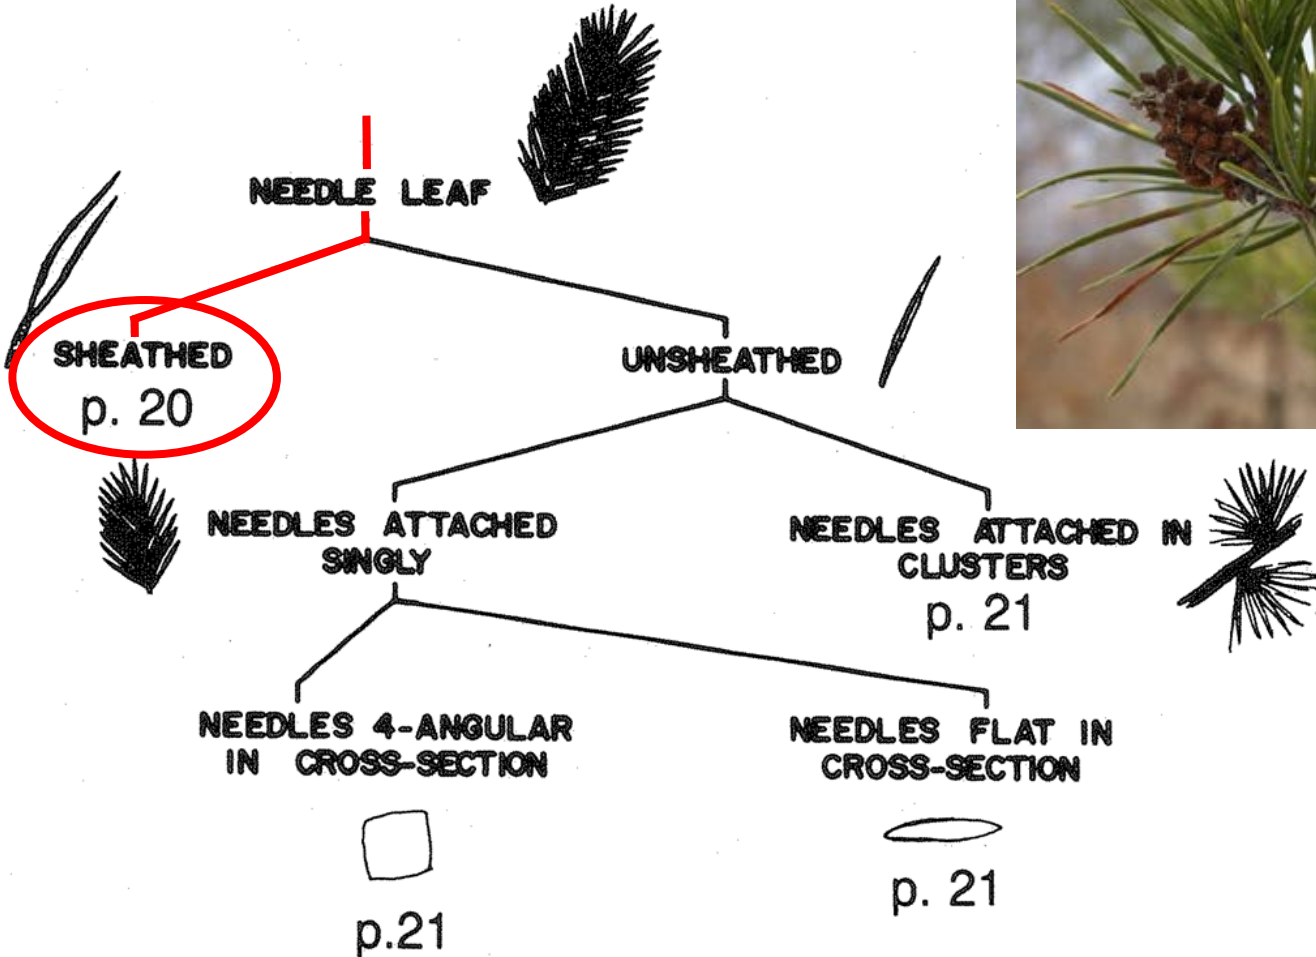 NEEDLE LEAF
SHEATHED
p. 20
UNSHEATHED
NEEDLES ATTACHED
SINGLY
NEEDLES ATTACHED IN
CLUSTERS
p. 21
NEEDLES 4-ANGULAR
IN CROSS-SECTION
p.21
NEEDLES FLAT IN
CROSS-SECTION
p. 21